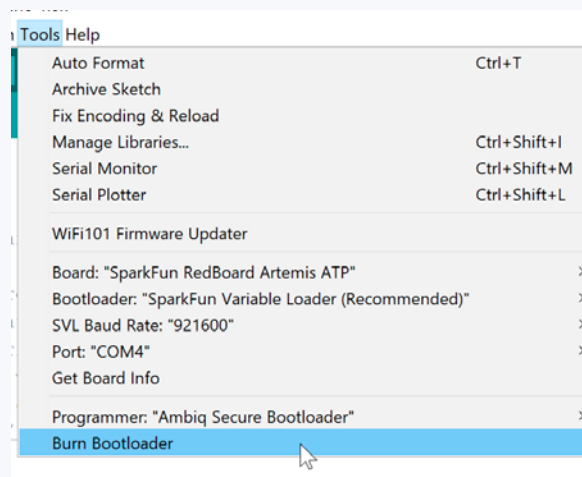 Tools Help
Auto Format Ctrl+T
Archive Sketch
Fix Encoding & Reload
Manage Libraries... Ctrl+Shift+I
Serial Monitor Ctrl+Shift+M
Serial Plotter Ctrl+Shift+L
WiFi101 Firmware Updater
Board: "SparkFun RedBoard Artemis ATP"
Bootloader: "SparkFun Variable Loader (Recommended)"
SVL Baud Rate: "921600"
Port: "COM4"
Get Board Info
Programmer: "Ambiq Secure Bootloader"
Burn Bootloader